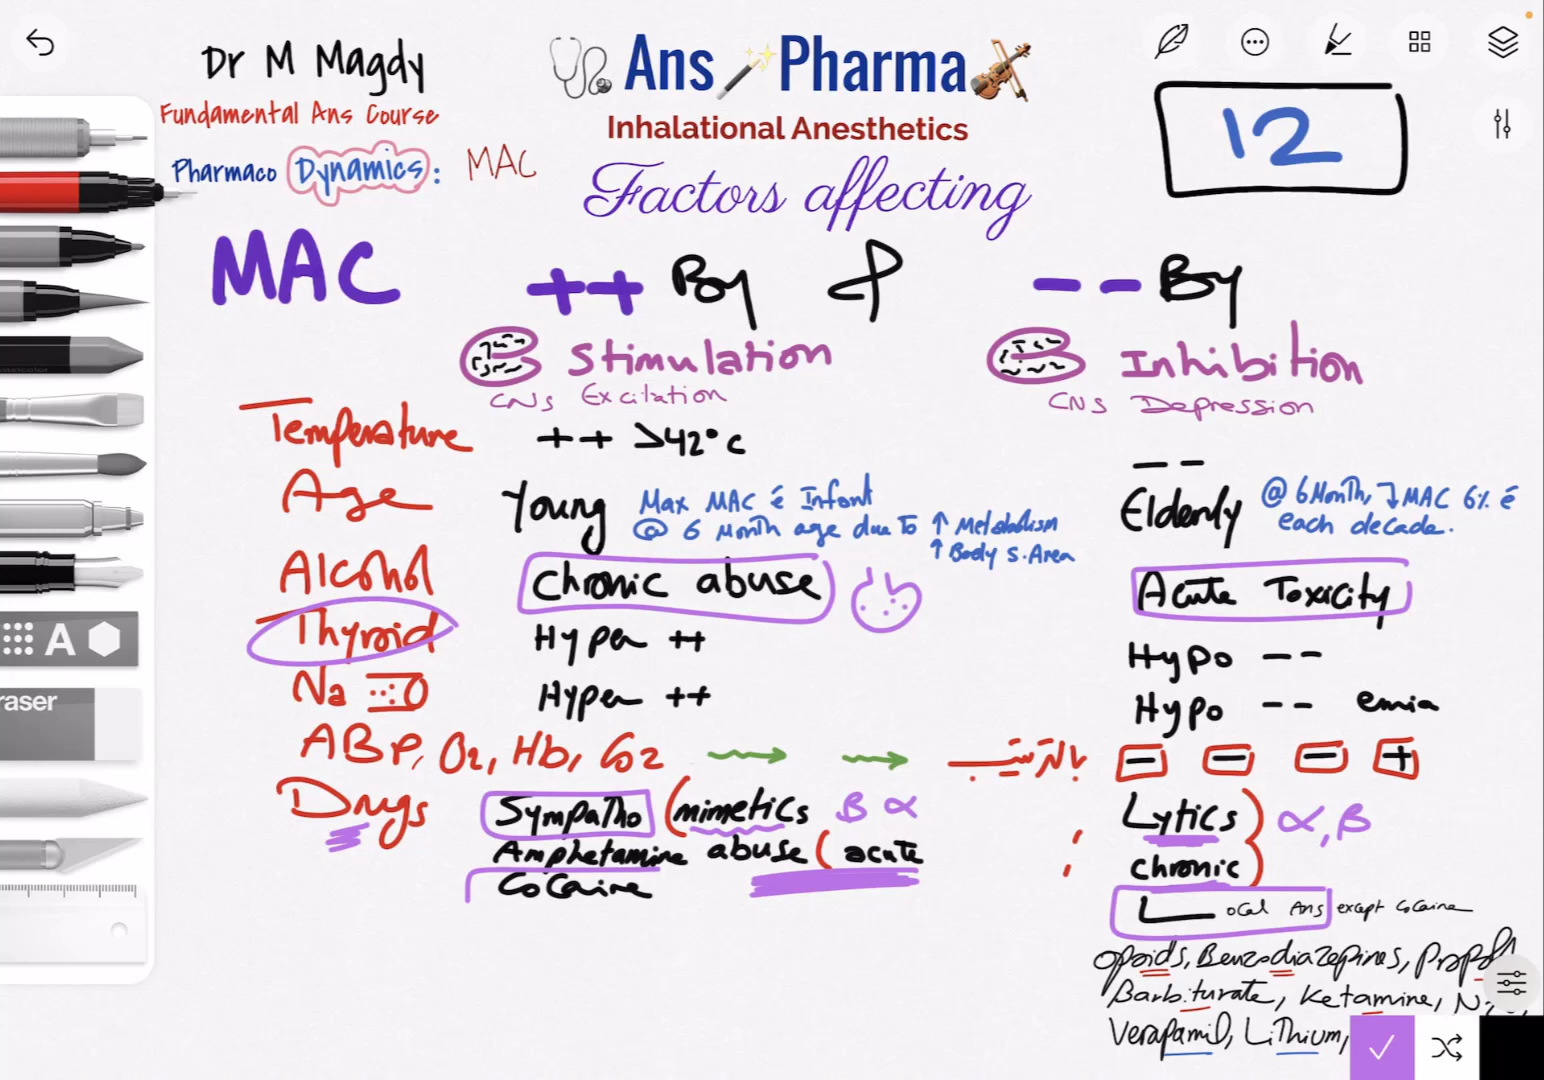 Dr M Magdy
Fundamental Ans Course
Pharmaco Dynamics: MAC
Ans Pharma
Inhalational Anesthetics
Factors affecting
12
MAC ++ By & -- By
Stimulation Inhibition
CNS Excitation CNS Depression
Temperature ++ >42°C --
Age Young Max MAC é Infant @ 6 Month age due to ↑ Metabolism ↑ Body S. Area
Elderly @ 6 Month, ↓ MAC 6% é each decade.
Alcohol Chronic abuse Acute Toxicity
Thyroid Hyper ++ Hypo --
Na Hyper ++ Hypo -- emia
ABP, O2, Hb, Co2 بالترتيب - - - +
Drugs Sympatho (mimetics B α Lytics) α, B
Amphetamine abuse (acute chronic)
Cocaine Local Ans except Cocaine
Opoids, Benzodiazepines,
Barbiturate, Ketamine,
Verapamil, Lithium,
A
raser